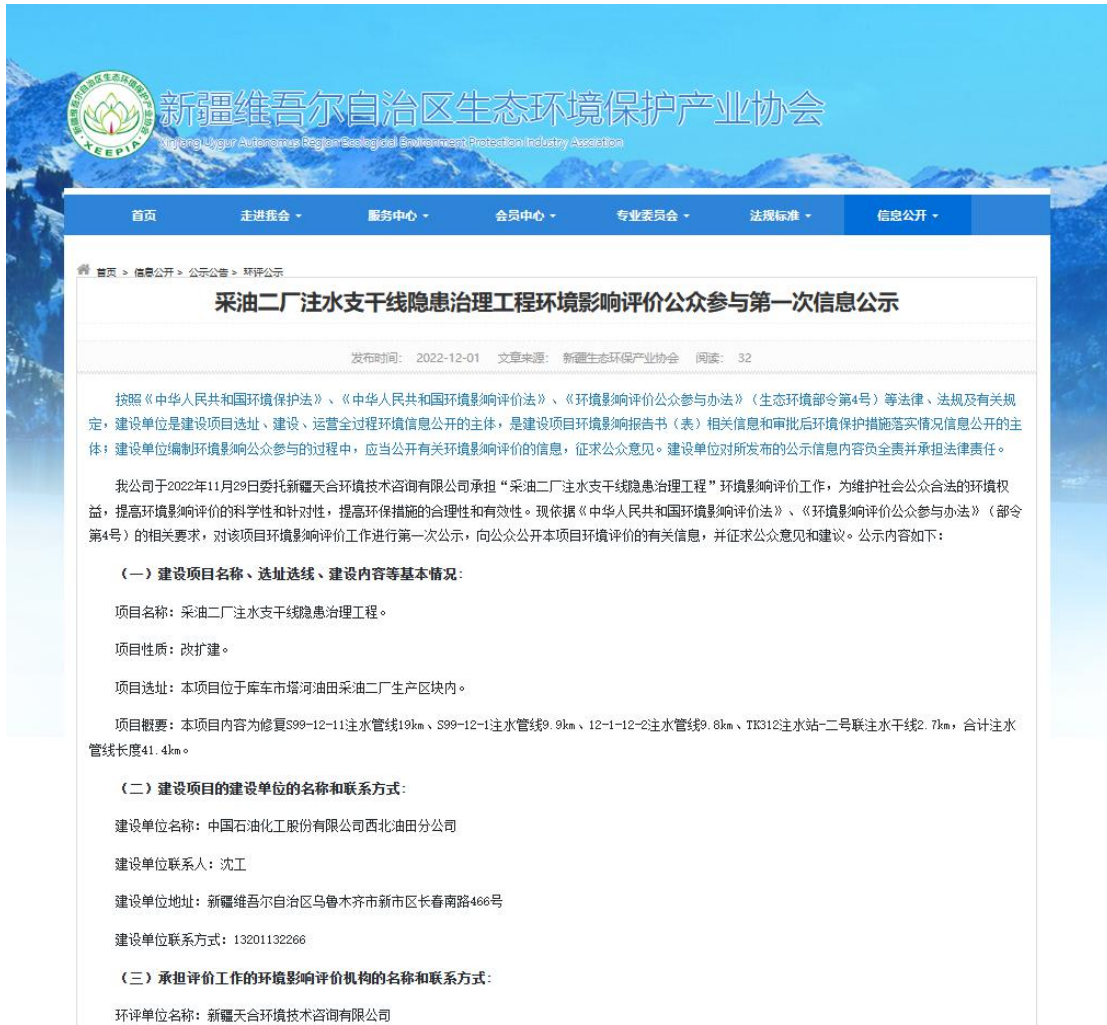 新疆维吾尔自治区生态环境保护产业协会
XEEPIA
新疆维吾尔自治区生态环境保护产业协会
Xinjiang Uygur Autonomous Region Ecological Environment Protection Industry Assciation
首页 走进我会 服务中心 会员中心 专业委员会 法规标准 信息公开
首页 > 信息公开 > 公示公告 > 环评公示
采油二厂注水支干线隐患治理工程环境影响评价公众参与第一次信息公示
发布时间: 2022-12-01 文章来源: 新疆生态环保产业协会 阅读: 32
按照《中华人民共和国环境保护法》、《中华人民共和国环境影响评价法》、《环境影响评价公众参与办法》（生态环境部令第4号）等法律、法规及有关规
定，建设单位是建设项目选址、建设、运营全过程环境信息公开的主体，是建设项目环境影响报告书（表）相关信息和审批后环境保护措施落实情况信息公开的主
体；建设单位编制环境影响公众参与的过程中，应当公开有关环境影响评价的信息，征求公众意见。建设单位对所发布的公示信息内容负全责并承担法律责任。
我公司于2022年11月29日委托新疆天合环境技术咨询有限公司承担“采油二厂注水支干线隐患治理工程”环境影响评价工作，为维护社会公众合法的环境权
益，提高环境影响评价的科学性和针对性，提高环保措施的合理性和有效性。现依据《中华人民共和国环境影响评价法》、《环境影响评价公众参与办法》（部令
第4号）的相关要求，对该项目环境影响评价工作进行第一次公示，向公众公开本项目环境评价的有关信息，并征求公众意见和建议。公示内容如下：
（一）建设项目名称、选址选线、建设内容等基本情况:
项目名称：采油二厂注水支干线隐患治理工程。
项目性质：改扩建。
项目选址：本项目位于库车市塔河油田采油二厂生产区块内。
项目概要：本项目内容为修复S99-12-11注水管线19km、S99-12-1注水管线9.9km、12-1-12-2注水管线9.8km、TK312注水站-二号联注水干线2.7km，合计注水
管线长度41.4km。
（二）建设项目的建设单位的名称和联系方式:
建设单位名称：中国石油化工股份有限公司西北油田分公司
建设单位联系人：沈工
建设单位地址：新疆维吾尔自治区乌鲁木齐市新市区长春南路466号
建设单位联系方式：13201132266
（三）承担评价工作的环境影响评价机构的名称和联系方式:
环评单位名称：新疆天合环境技术咨询有限公司